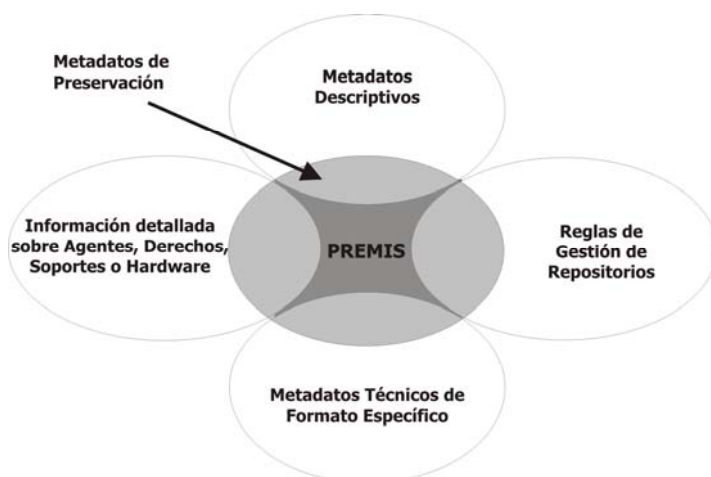 Metadatos de
Preservación
Metadatos
Descriptivos
Información detallada
sobre Agentes, Derechos,
Soportes o Hardware
PREMIS
Reglas de
Gestión de
Repositorios
Metadatos Técnicos de
Formato Específico